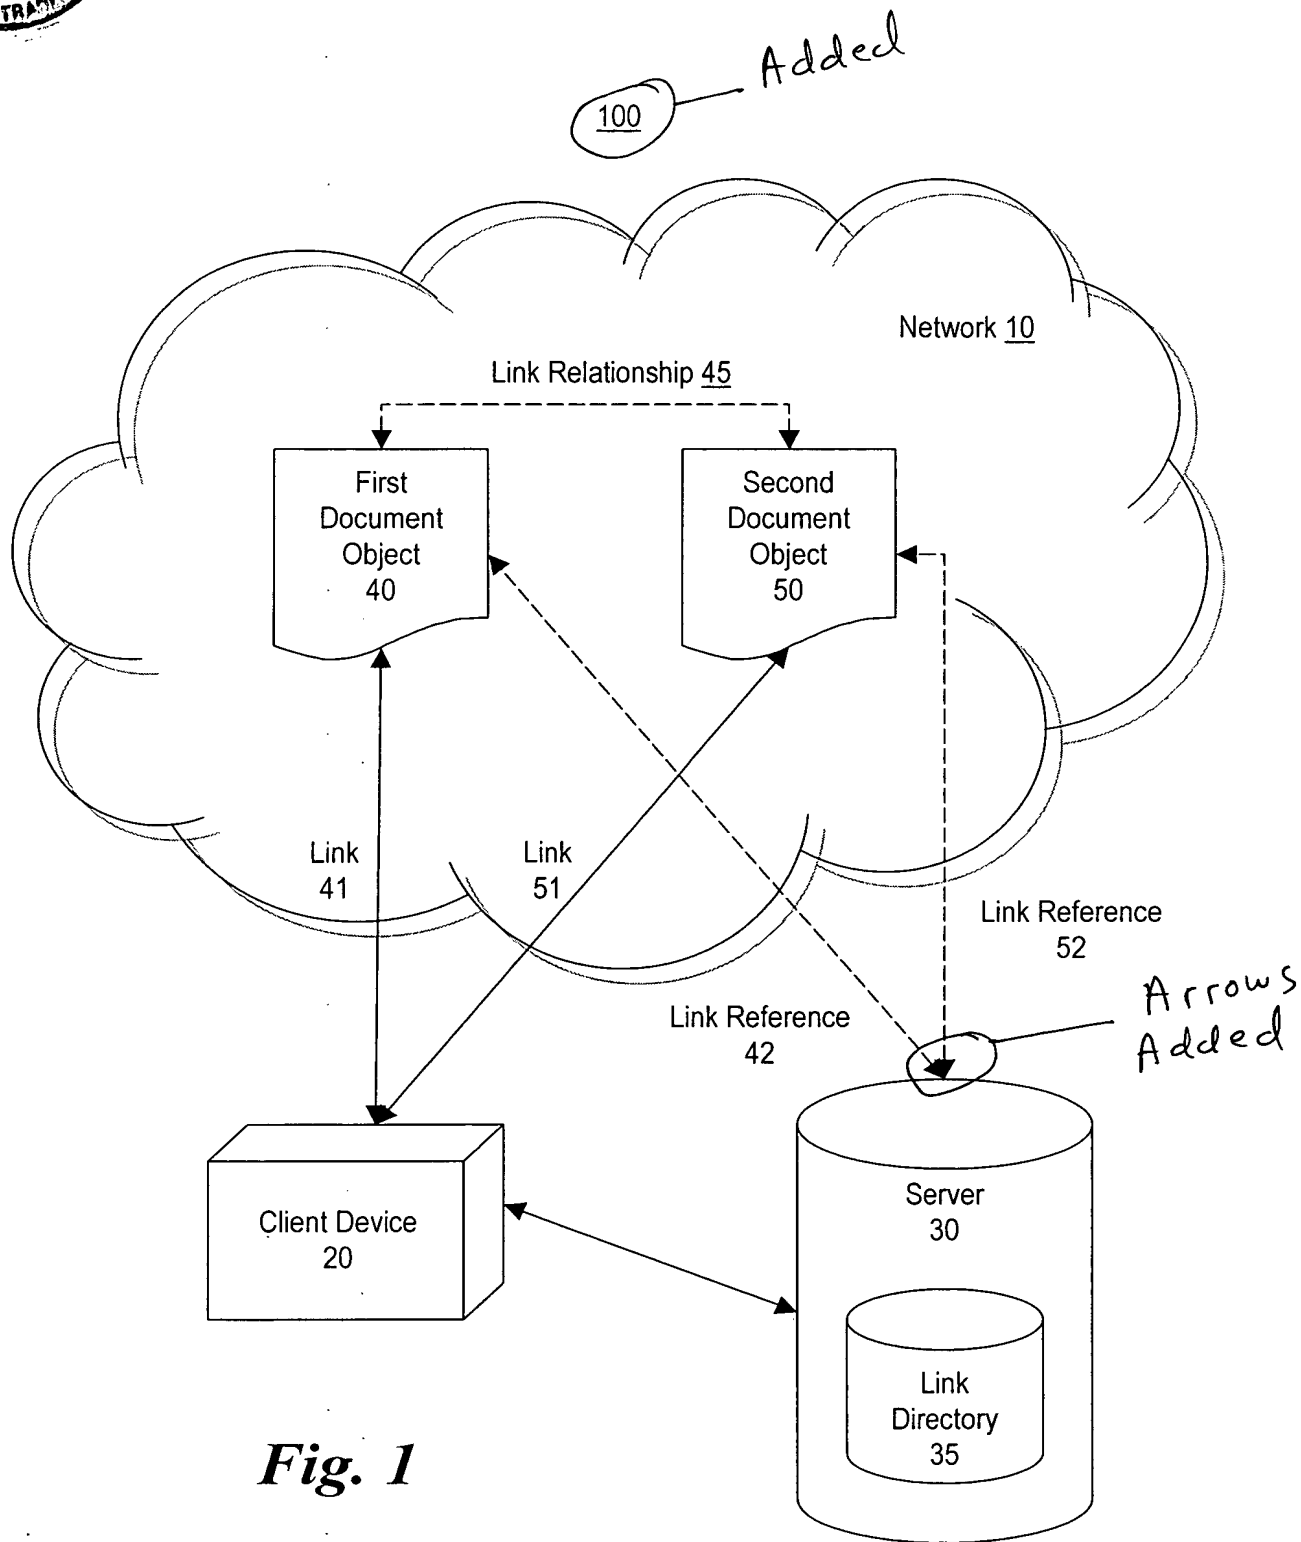 TRAD
Added
100
Network 10
Link Relationship 45
First
Document
Object
40
Second
Document
Object
50
Link
41
Link
51
Link Reference
52
Arrows
Added
Link Reference
42
Server
30
Client Device
20
Link
Directory
35
Fig. 1